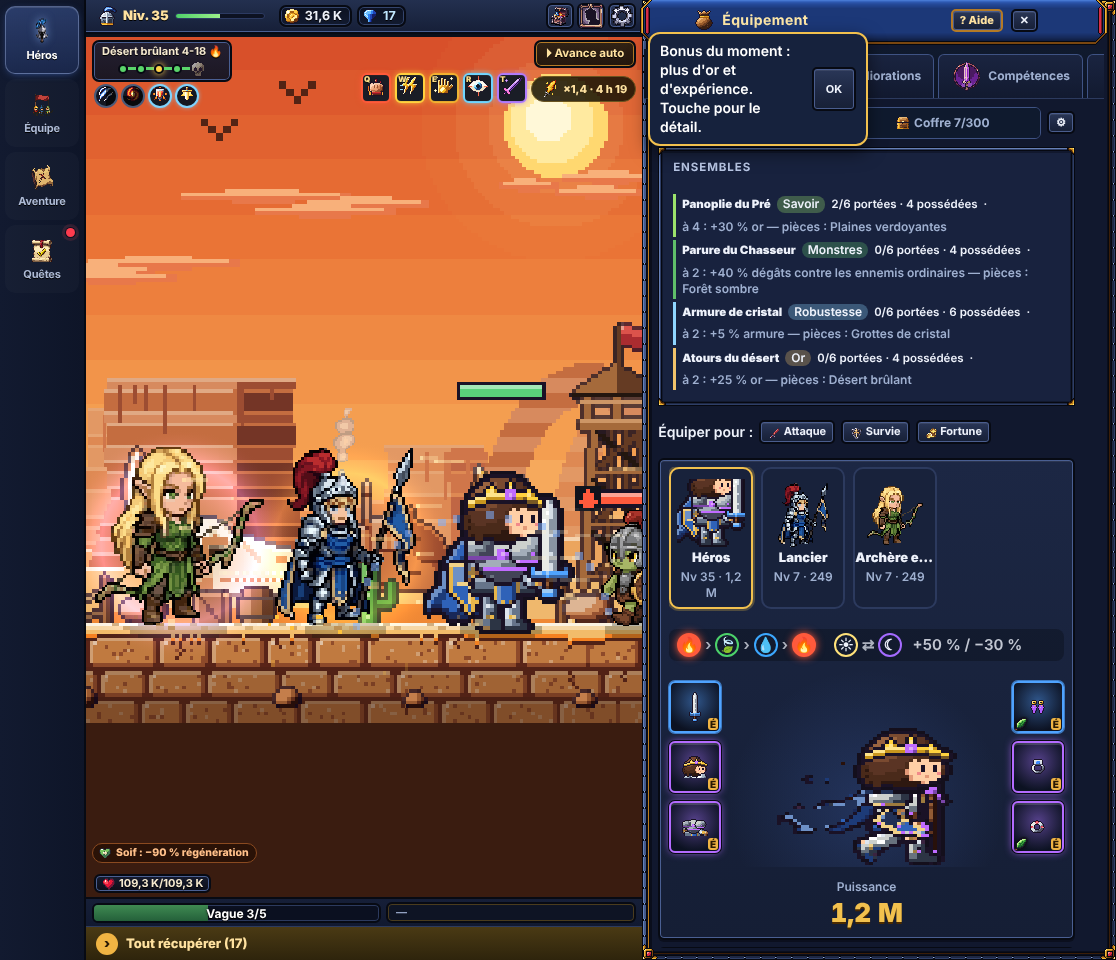 Niv. 35
31,6 K
17
Équipement
? Aide
×
Héros
Équipe
Aventure
Quêtes
Désert brûlant 4-18
Avance auto
×1,4 · 4 h 19
Bonus du moment :
plus d'or et
d'expérience.
Touche pour le
détail.
OK
Compétences
Coffre 7/300
ENSEMBLES
Panoplie du Pré Savoir 2/6 portées · 4 possédées ·
à 4 : +30 % or — pièces : Plaines verdoyantes
Parure du Chasseur Monstres 0/6 portées · 4 possédées ·
à 2 : +40 % dégâts contre les ennemis ordinaires — pièces :
Forêt sombre
Armure de cristal Robustesse 0/6 portées · 6 possédées ·
à 2 : +5 % armure — pièces : Grottes de cristal
Atours du désert Or 0/6 portées · 4 possédées ·
à 2 : +25 % or — pièces : Désert brûlant
Équiper pour : Attaque Survie Fortune
Héros
Nv 35 · 1,2
M
Lancier
Nv 7 · 249
Archère e...
Nv 7 · 249
+50 % / −30 %
É
É
É
É
É
É
Puissance
1,2 M
Soif : −90 % régénération
109,3 K/109,3 K
Vague 3/5
—
Tout récupérer (17)